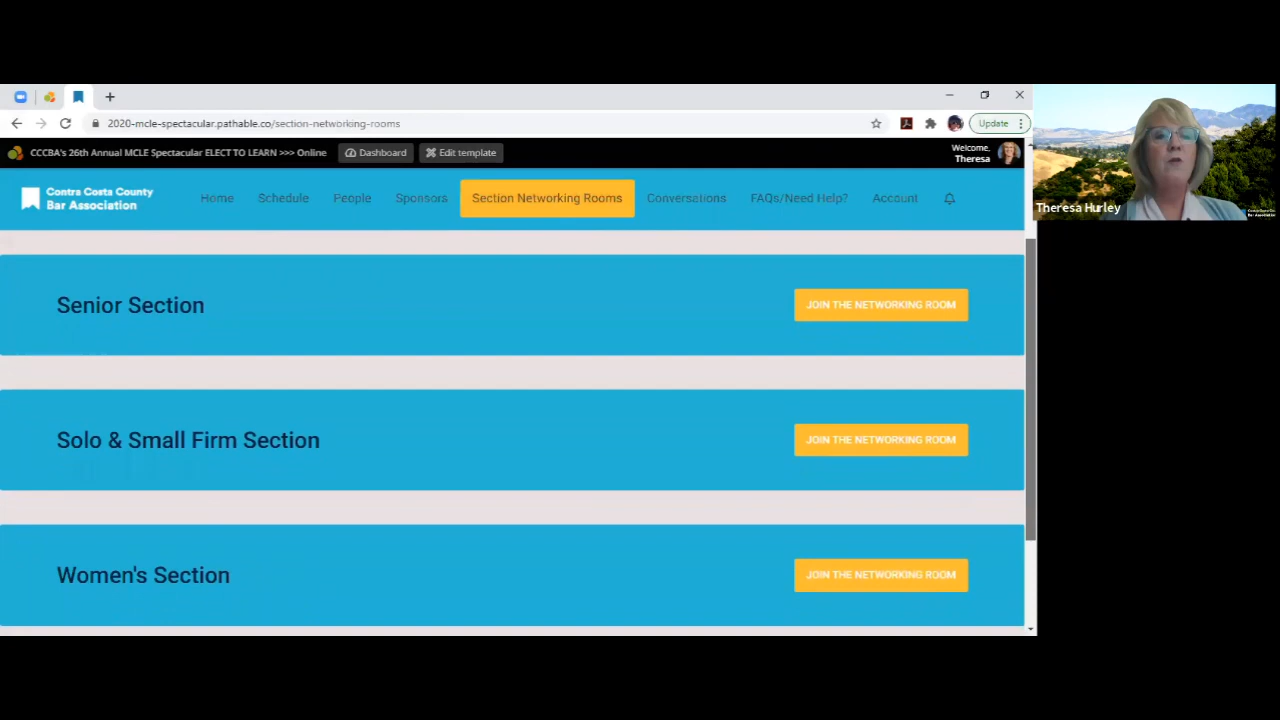 2020-mcle-spectacular.pathable.co/section-networking-rooms
Update
CCCBA's 26th Annual MCLE Spectacular ELECT TO LEARN >>> Online
Dashboard
Edit template
Welcome,
Theresa
Contra Costa County
Bar Association
Home
Schedule
People
Sponsors
Section Networking Rooms
Conversations
FAQs/Need Help?
Account
Theresa Hurley
Senior Section
JOIN THE NETWORKING ROOM
Solo & Small Firm Section
JOIN THE NETWORKING ROOM
Women's Section
JOIN THE NETWORKING ROOM